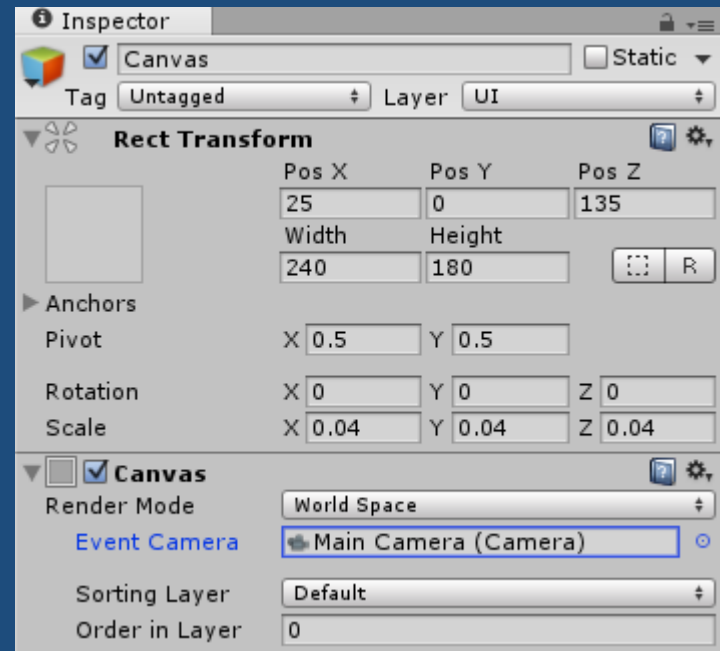 Inspector
Canvas Static
Tag Untagged Layer UI
Rect Transform
Pos X Pos Y Pos Z
25 0 135
Width Height
240 180 R
Anchors
Pivot X 0.5 Y 0.5
Rotation X 0 Y 0 Z 0
Scale X 0.04 Y 0.04 Z 0.04
Canvas
Render Mode World Space
Event Camera Main Camera (Camera)
Sorting Layer Default
Order in Layer 0